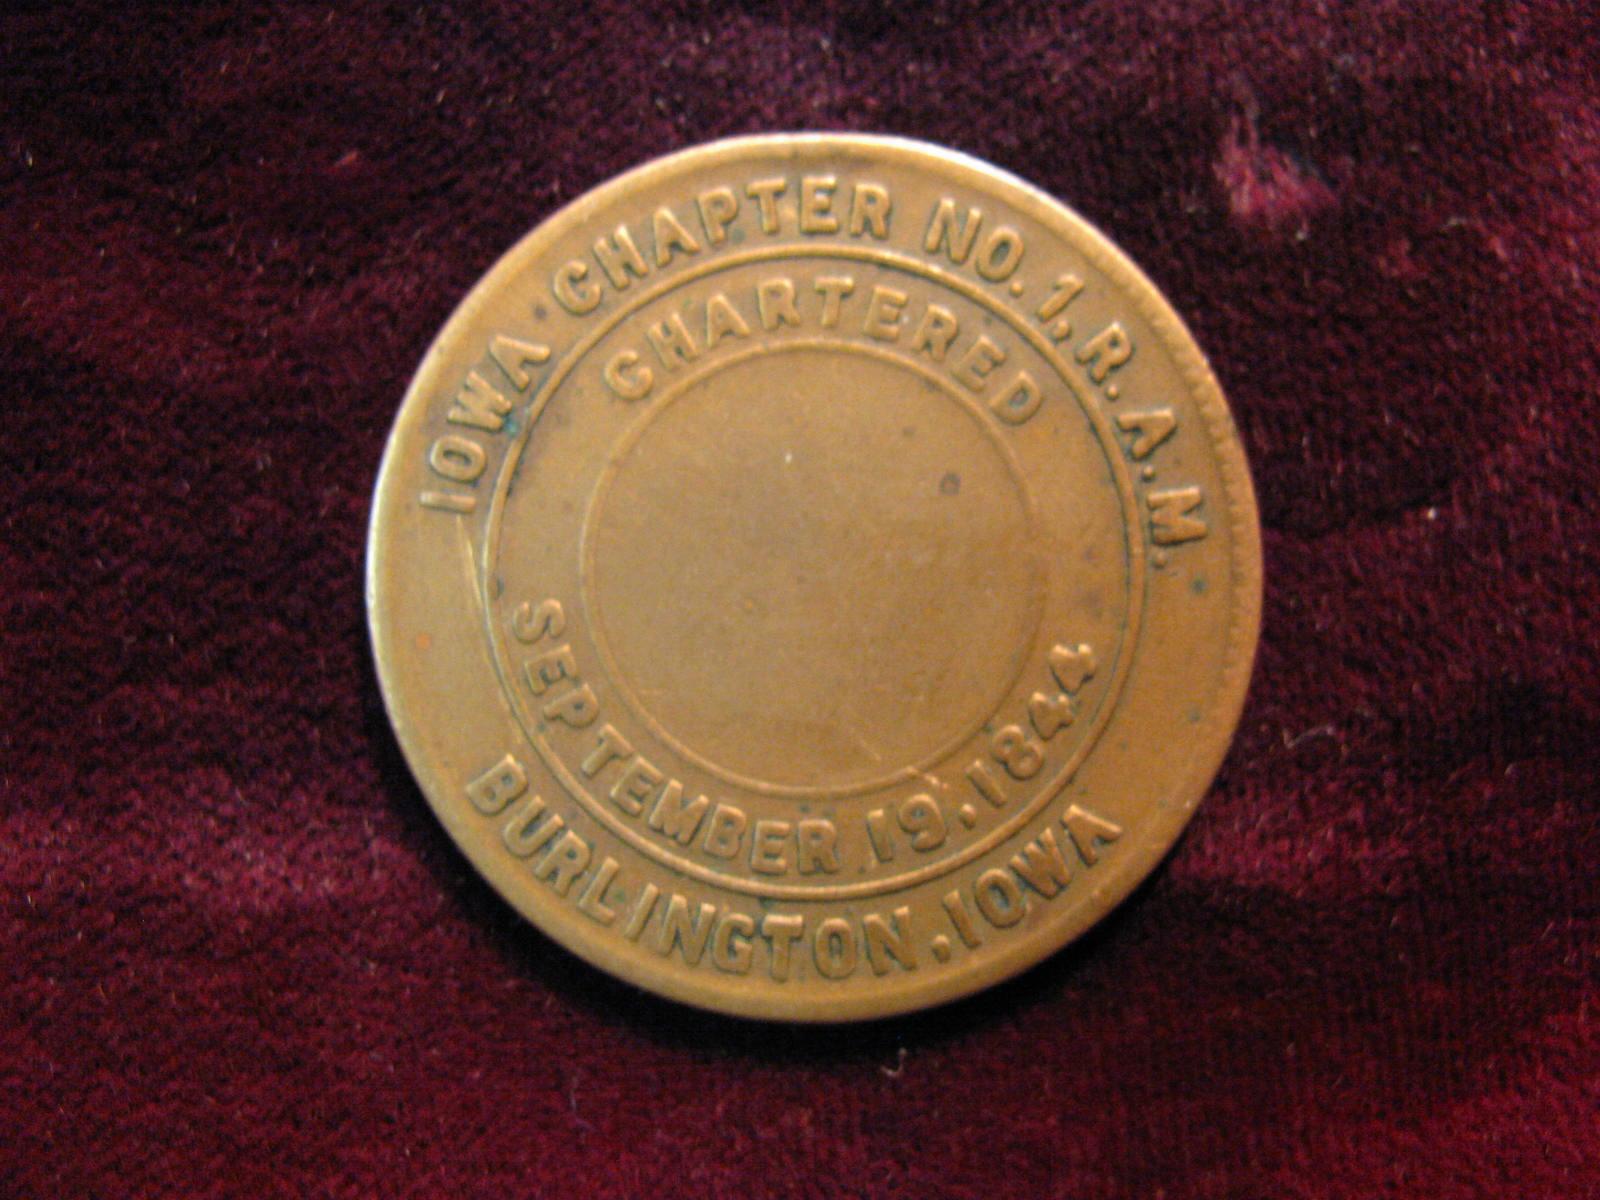 IOWA CHAPTER NO. 1, R. A. M.
CHARTERED
SEPTEMBER 19, 1844
BURLINGTON, IOWA